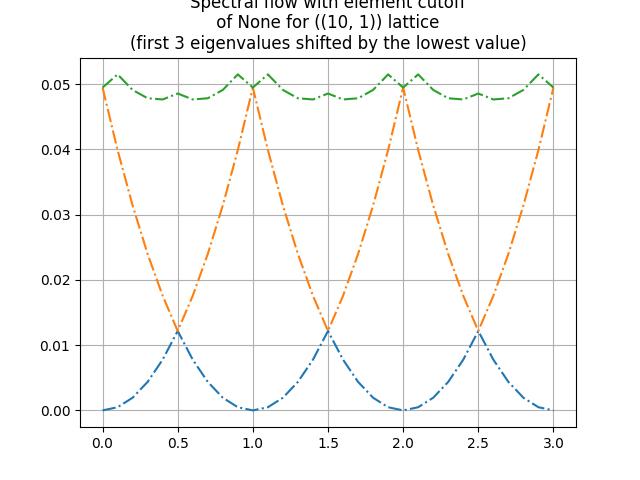 Spectral flow with element cutoff
of None for ((10, 1)) lattice
(first 3 eigenvalues shifted by the lowest value)
0.05
0.04
0.03
0.02
0.01
0.00
0.0 0.5 1.0 1.5 2.0 2.5 3.0